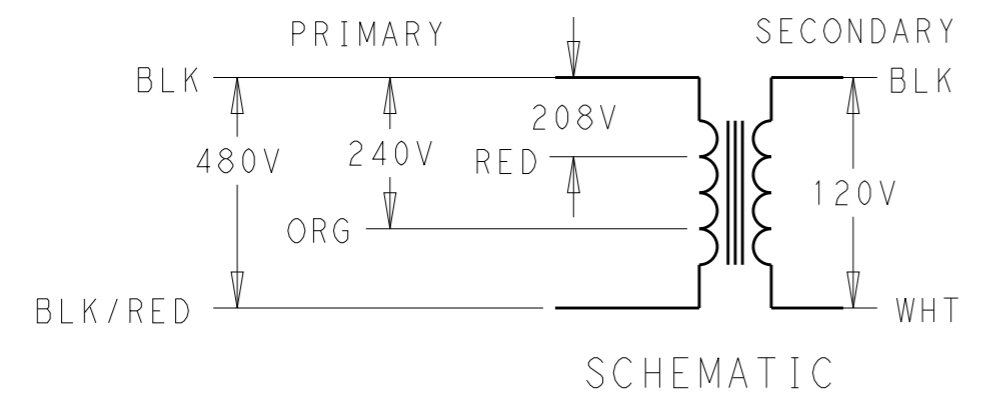 PRIMARY
SECONDARY
BLK
BLK
208V
480V
240V
RED
120V
ORG
BLK/RED
WHT
SCHEMATIC